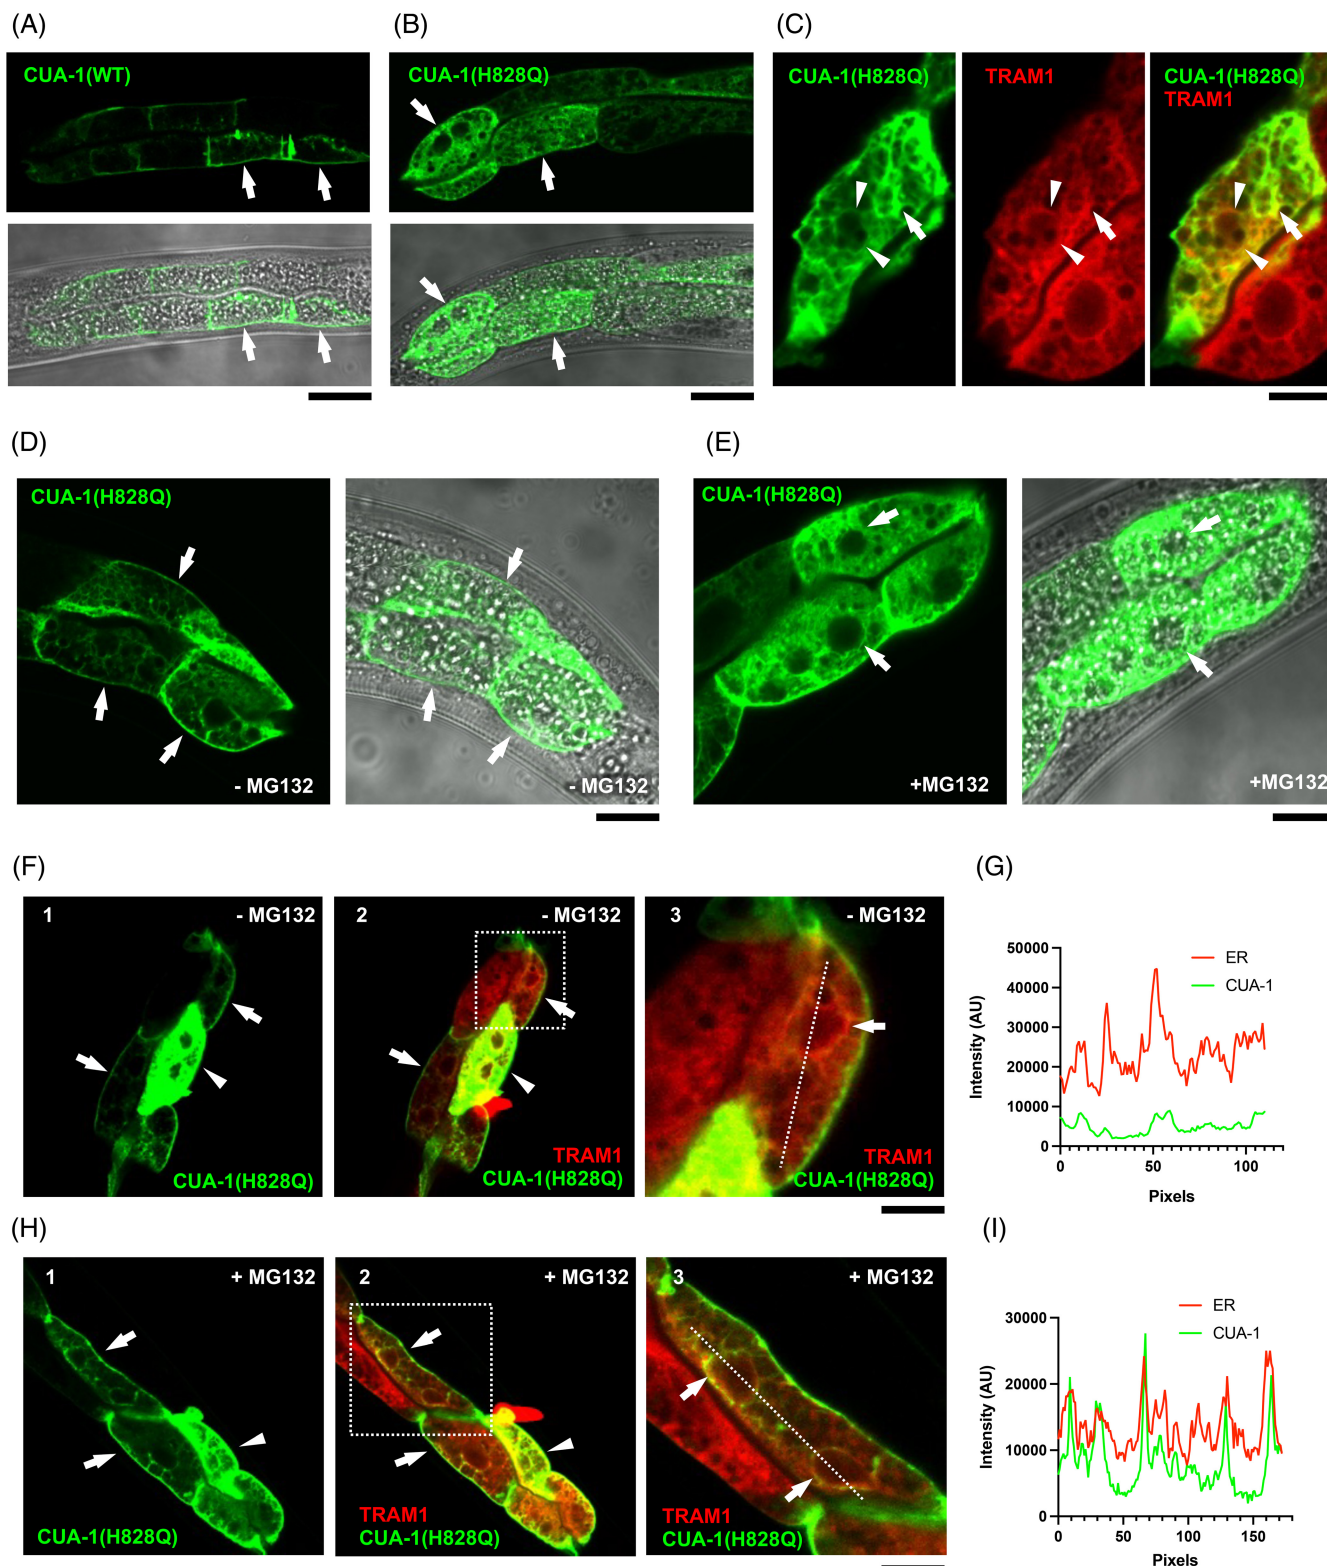 (A)
(B)
(C)
CUA-1(WT)
CUA-1(H828Q)
CUA-1(H828Q)
TRAM1
CUA-1(H828Q)
TRAM1
(D)
(E)
CUA-1(H828Q)
- MG132
- MG132
CUA-1(H828Q)
+MG132
+MG132
(F)
(G)
1
- MG132
CUA-1(H828Q)
2
- MG132
TRAM1
CUA-1(H828Q)
3
- MG132
TRAM1
CUA-1(H828Q)
50000
40000
30000
20000
10000
0
Intensity (AU)
ER
CUA-1
0
50
100
Pixels
(H)
(I)
1
+ MG132
CUA-1(H828Q)
2
+ MG132
TRAM1
CUA-1(H828Q)
3
+ MG132
TRAM1
CUA-1(H828Q)
30000
20000
10000
0
Intensity (AU)
ER
CUA-1
0
50
100
150
Pixels